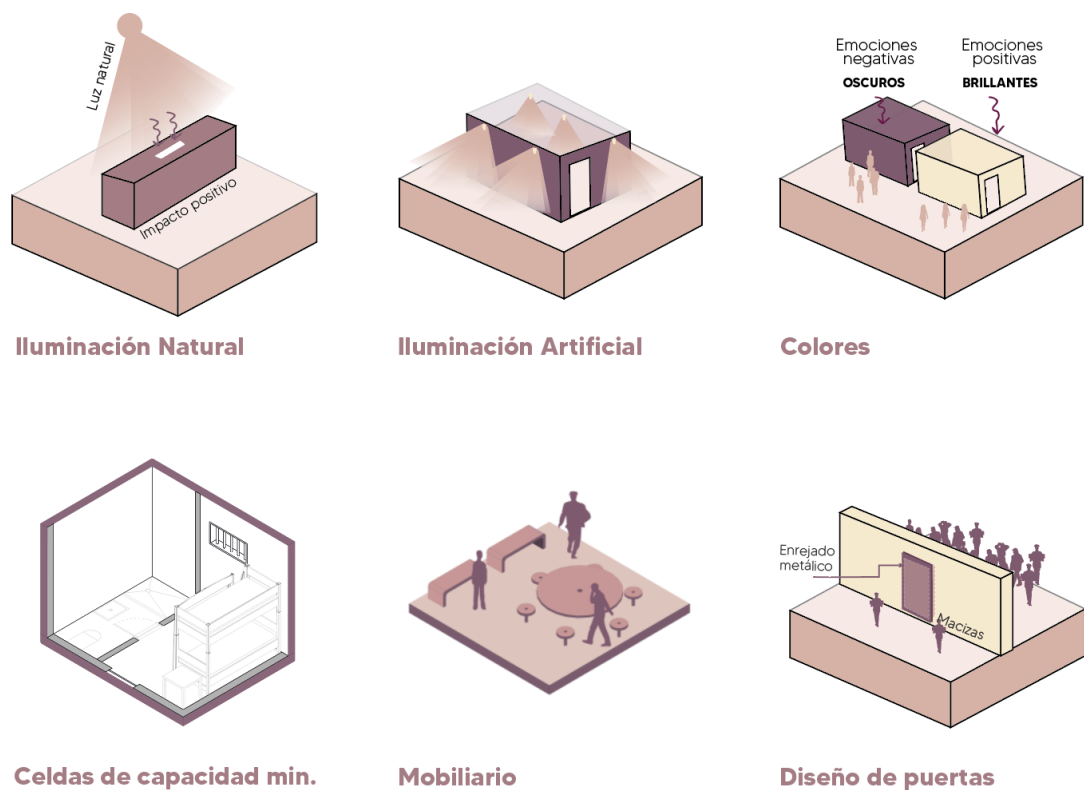 Luz natural
Impacto positivo
Iluminación Natural
Iluminación Artificial
Emociones
negativas
OSCUROS
Emociones
positivas
BRILLANTES
Colores
Celdas de capacidad min.
Mobiliario
Enrejado
metálico
Macizas
Diseño de puertas